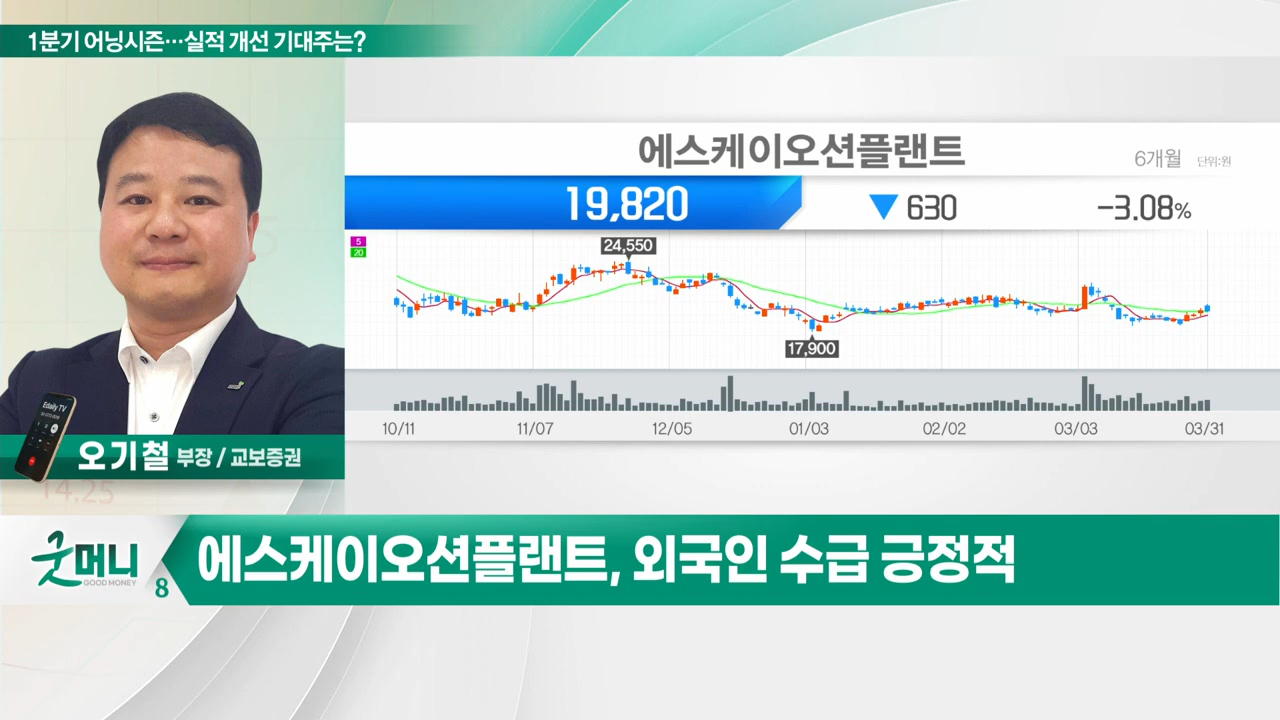 1분기 어닝시즌…실적 개선 기대주는?
에스케이오션플랜트
6개월 단위:원
19,820 ▼ 630 -3.08%
5
20
24,550
17,900
10/11 11/07 12/05 01/03 02/02 03/03 03/31
Edaily TV
오기철 부장 / 교보증권
14.25
굿머니
GOOD MONEY
8
에스케이오션플랜트, 외국인 수급 긍정적